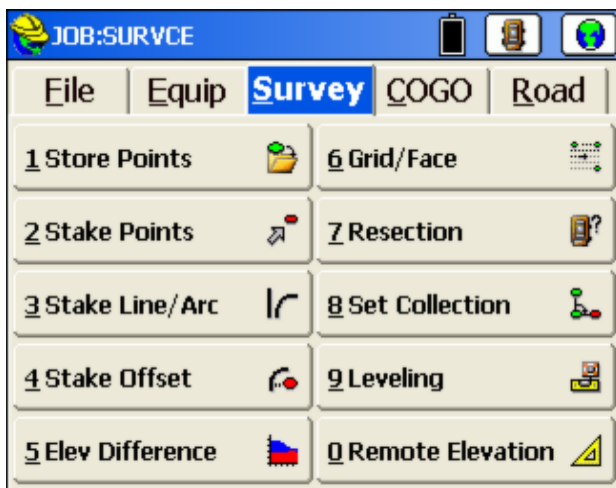 JOB:SURVCE
File Equip Survey COGO Road
1 Store Points
6 Grid/Face
2 Stake Points
7 Resection
3 Stake Line/Arc
8 Set Collection
4 Stake Offset
9 Leveling
5 Elev Difference
0 Remote Elevation